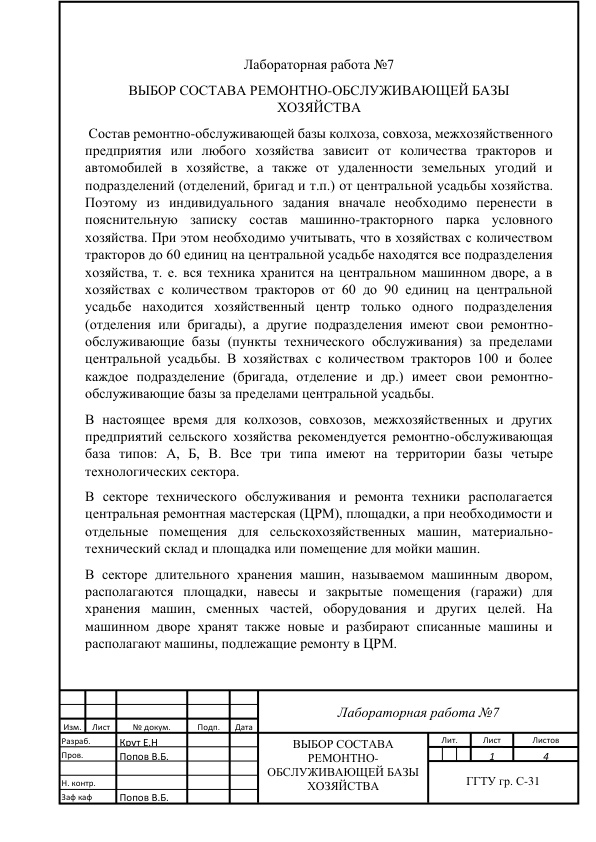 Лабораторная работа №7
ВЫБОР СОСТАВА РЕМОНТНО-ОБСЛУЖИВАЮЩЕЙ БАЗЫ
ХОЗЯЙСТВА
Состав ремонтно-обслуживающей базы колхоза, совхоза, межхозяйственного
предприятия или любого хозяйства зависит от количества тракторов и
автомобилей в хозяйстве, а также от удаленности земельных угодий и
подразделений (отделений, бригад и т.п.) от центральной усадьбы хозяйства.
Поэтому из индивидуального задания вначале необходимо перенести в
пояснительную записку состав машинно-тракторного парка условного
хозяйства. При этом необходимо учитывать, что в хозяйствах с количеством
тракторов до 60 единиц на центральной усадьбе находятся все подразделения
хозяйства, т. е. вся техника хранится на центральном машинном дворе, а в
хозяйствах с количеством тракторов от 60 до 90 единиц на центральной
усадьбе находится хозяйственный центр только одного подразделения
(отделения или бригады), а другие подразделения имеют свои ремонтно-
обслуживающие базы (пункты технического обслуживания) за пределами
центральной усадьбы. В хозяйствах с количеством тракторов 100 и более
каждое подразделение (бригада, отделение и др.) имеет свои ремонтно-
обслуживающие базы за пределами центральной усадьбы.
В настоящее время для колхозов, совхозов, межхозяйственных и других
предприятий сельского хозяйства рекомендуется ремонтно-обслуживающая
база типов: А, Б, В. Все три типа имеют на территории базы четыре
технологических сектора.
В секторе технического обслуживания и ремонта техники располагается
центральная ремонтная мастерская (ЦРМ), площадки, а при необходимости и
отдельные помещения для сельскохозяйственных машин, материально-
технический склад и площадка или помещение для мойки машин.
В секторе длительного хранения машин, называемом машинным двором,
располагаются площадки, навесы и закрытые помещения (гаражи) для
хранения машин, сменных частей, оборудования и других целей. На
машинном дворе хранят также новые и разбирают списанные машины и
располагают машины, подлежащие ремонту в ЦРМ.
Лабораторная работа №7
Изм. Лист № докум. Подп. Дата
Разраб. Крут Е.Н
Пров. Попов В.Б.
Н. контр.
Заф каф Попов В.Б.
ВЫБОР СОСТАВА
РЕМОНТНО-
ОБСЛУЖИВАЮЩЕЙ БАЗЫ
ХОЗЯЙСТВА
Лит. Лист Листов
1 4
ГГТУ гр. С-31